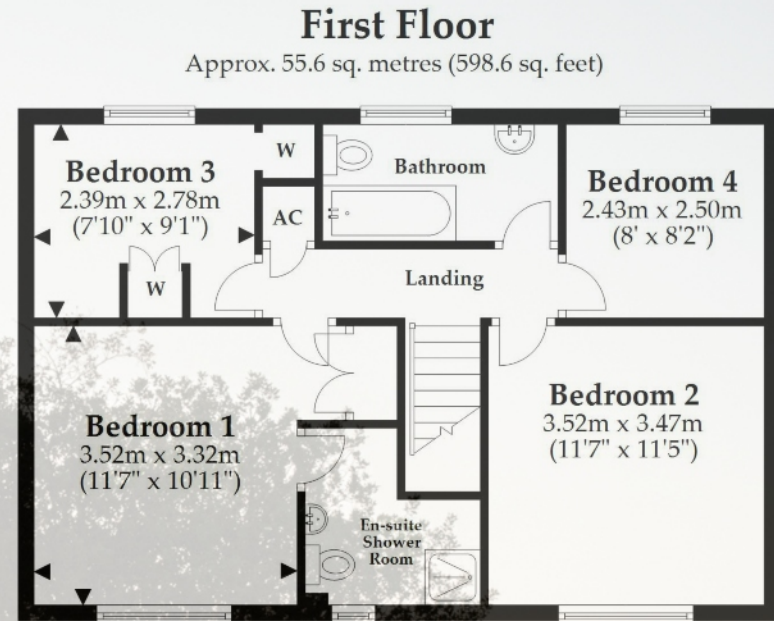 First Floor
Approx. 55.6 sq. metres (598.6 sq. feet)
Bedroom 3
2.39m x 2.78m
(7'10" x 9'1")
W
AC
W
Bathroom
Bedroom 4
2.43m x 2.50m
(8' x 8'2")
Landing
Bedroom 1
3.52m x 3.32m
(11'7" x 10'11")
Bedroom 2
3.52m x 3.47m
(11'7" x 11'5")
En-suite
Shower
Room